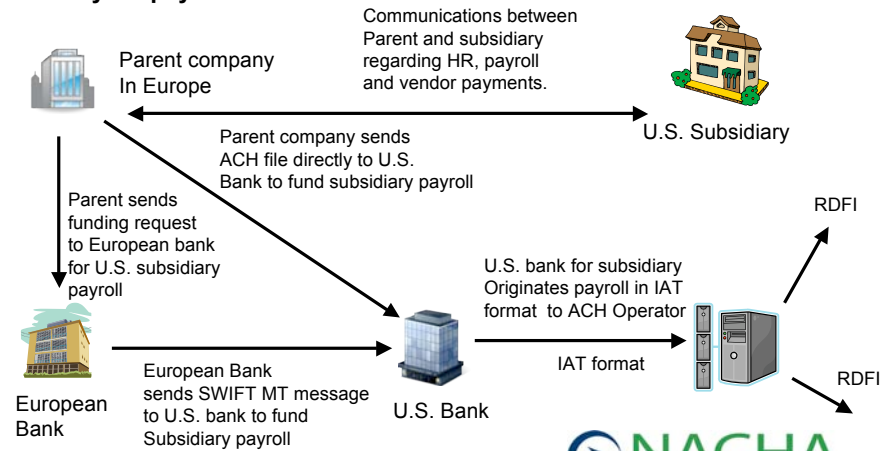 Communications between
Parent and subsidiary
regarding HR, payroll
and vendor payments.
Parent company
In Europe
U.S. Subsidiary
Parent company sends
ACH file directly to U.S.
Bank to fund subsidiary payroll
Parent sends
funding request
to European bank
for U.S. subsidiary
payroll
RDFI
U.S. bank for subsidiary
Originates payroll in IAT
format to ACH Operator
IAT format
RDFI
European Bank
sends SWIFT MT message
to U.S. bank to fund
Subsidiary payroll
U.S. Bank
European
Bank
NACHA